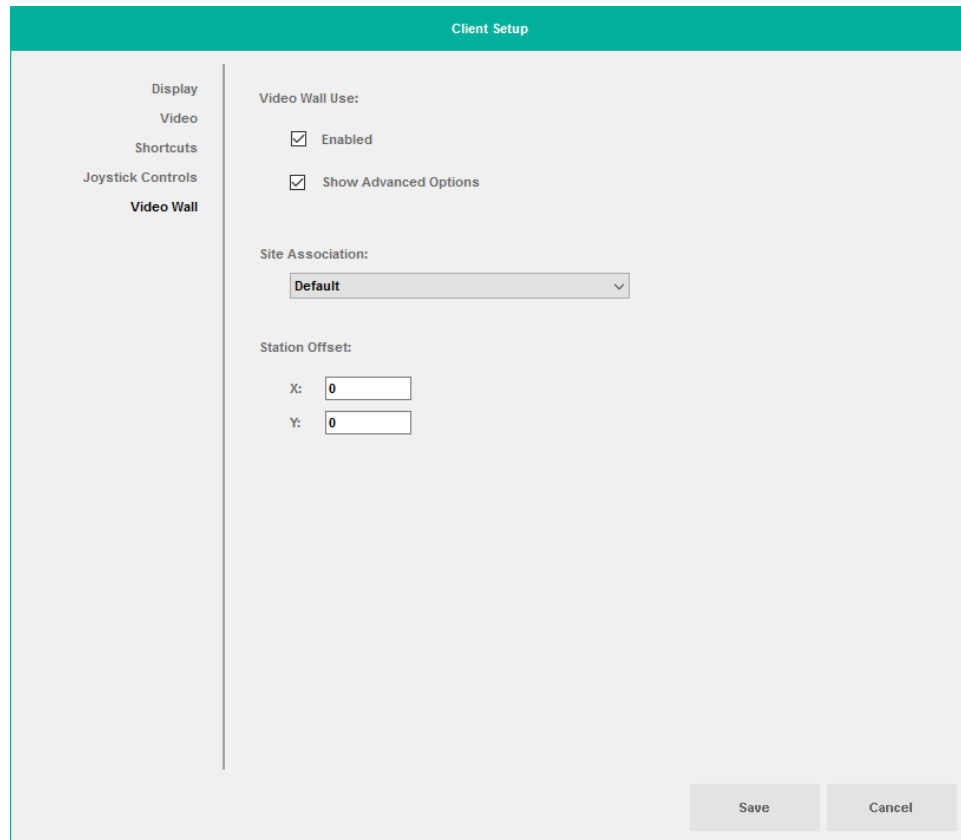 Client Setup
Display
Video
Shortcuts
Joystick Controls
Video Wall
Video Wall Use:
Enabled
Show Advanced Options
Site Association:
Default
Station Offset:
X: 0
Y: 0
Save Cancel